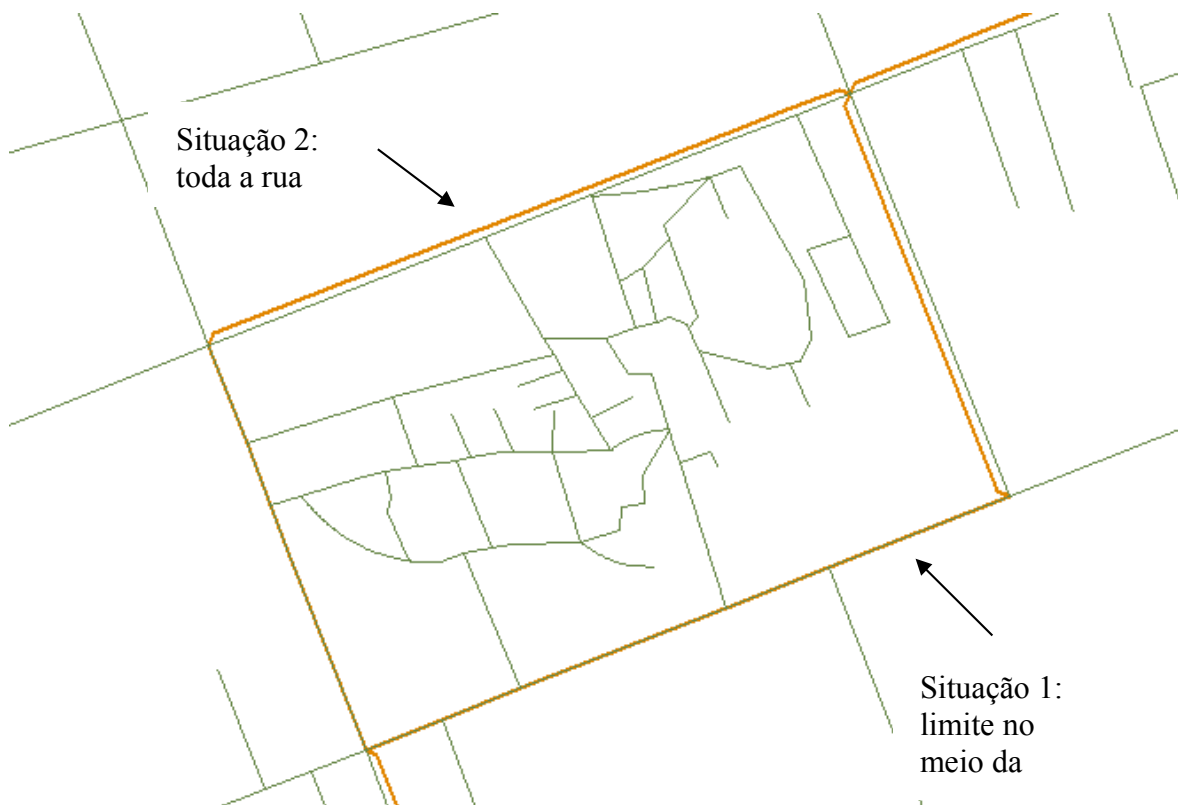 Situação 2:
toda a rua
Situação 1:
limite no
meio da